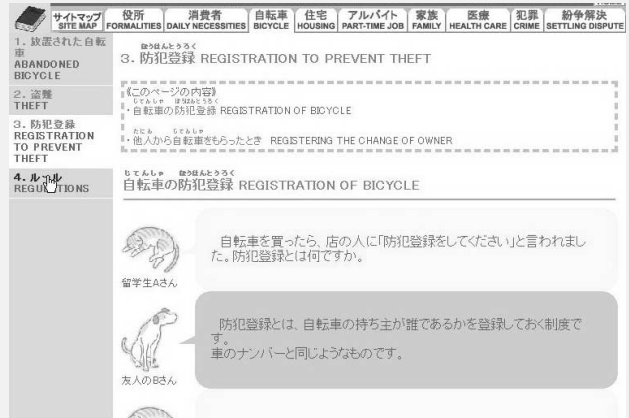 サイトマップ 役所 消費者 自転車 住宅 アルバイト 家族 医療 犯罪 紛争解決
SITE MAP FORMALITIES DAILY NECESSITIES BICYCLE HOUSING PART-TIME JOB FAMILY HEALTH CARE CRIME SETTLING DISPUTE
1. 放置された自転
車
ABANDONED
BICYCLE
2. 盗難
THEFT
3. 防犯登録
REGISTRATION
TO PREVENT
THEFT
4. ルール
REGULATIONS
ぼうはんとうろく
3. 防犯登録 REGISTRATION TO PREVENT THEFT
《このページの内容》
じてんしゃ ぼうはんとうろく
・自転車の防犯登録 REGISTRATION OF BICYCLE
たにん じてんしゃ
・他人から自転車をもらったとき REGISTERING THE CHANGE OF OWNER
じてんしゃ ぼうはんとうろく
自転車の防犯登録 REGISTRATION OF BICYCLE
自転車を買ったら、店の人に「防犯登録をしてください」と言われまし
た。防犯登録とは何ですか。
留学生Aさん
防犯登録とは、自転車の持ち主が誰であるかを登録しておく制度で
す。
車のナンバーと同じようなものです。
友人のBさん